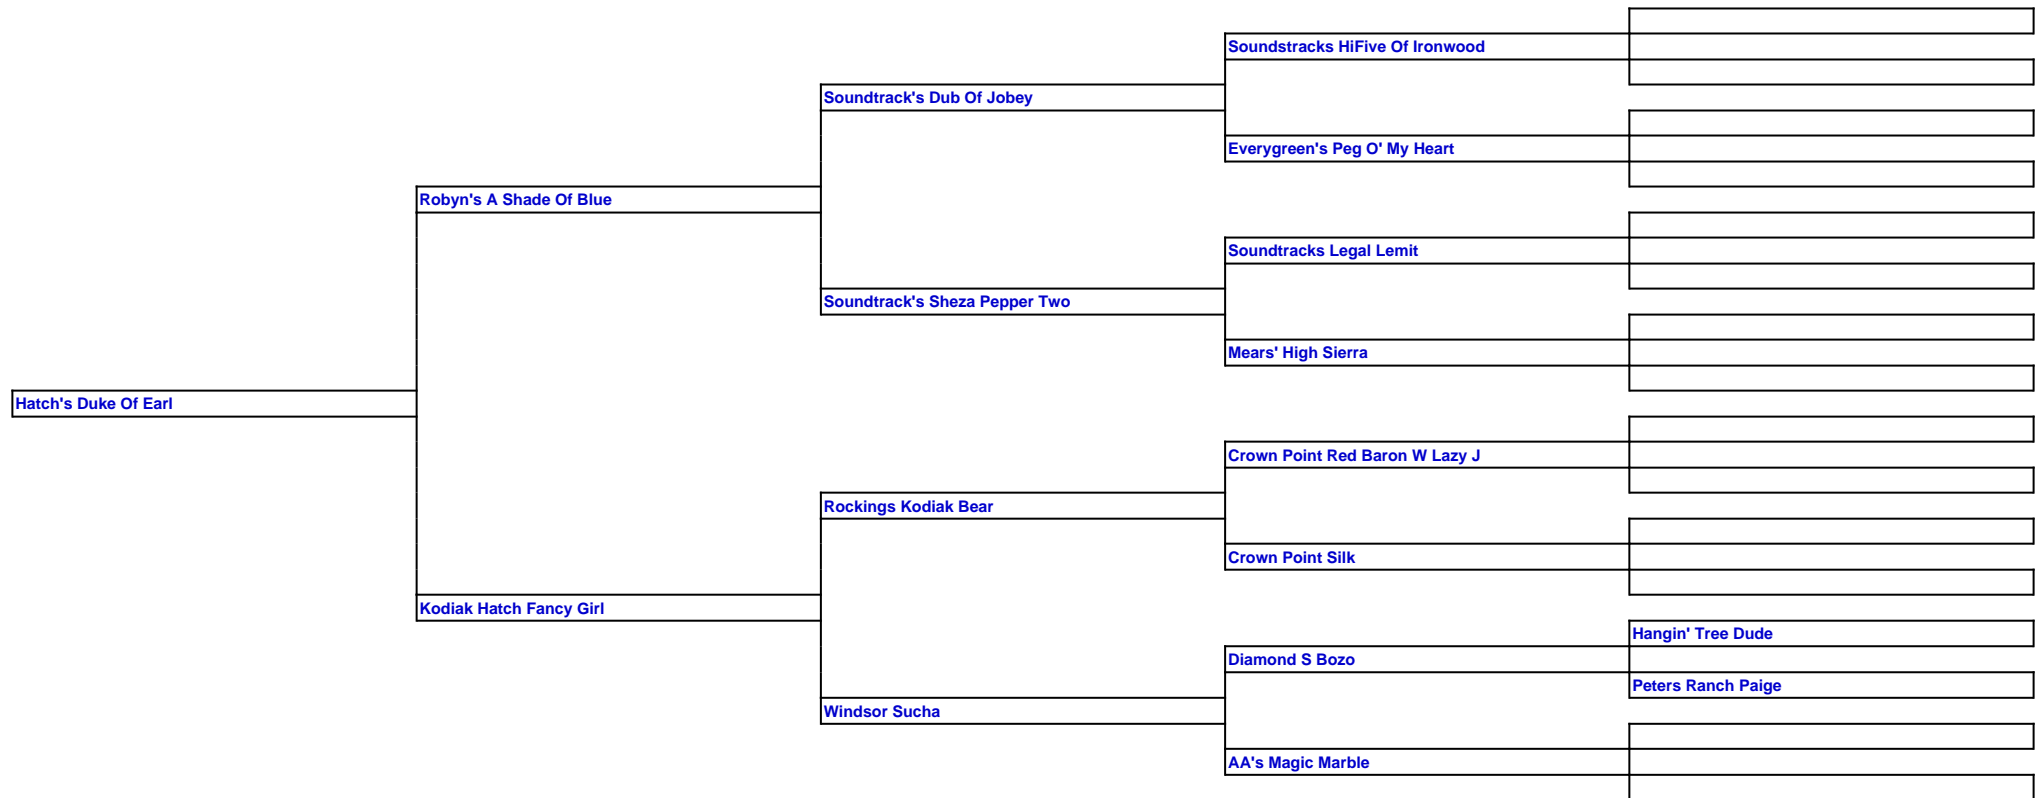 Soundstracks HiFive Of Ironwood
Soundtrack's Dub Of Jobey
Everygreen's Peg O' My Heart
Robyn's A Shade Of Blue
Soundtracks Legal Lemit
Soundtrack's Sheza Pepper Two
Mears' High Sierra
Hatch's Duke Of Earl
Crown Point Red Baron W Lazy J
Rockings Kodiak Bear
Crown Point Silk
Kodiak Hatch Fancy Girl
Hangin' Tree Dude
Diamond S Bozo
Peters Ranch Paige
Windsor Sucha
AA's Magic Marble